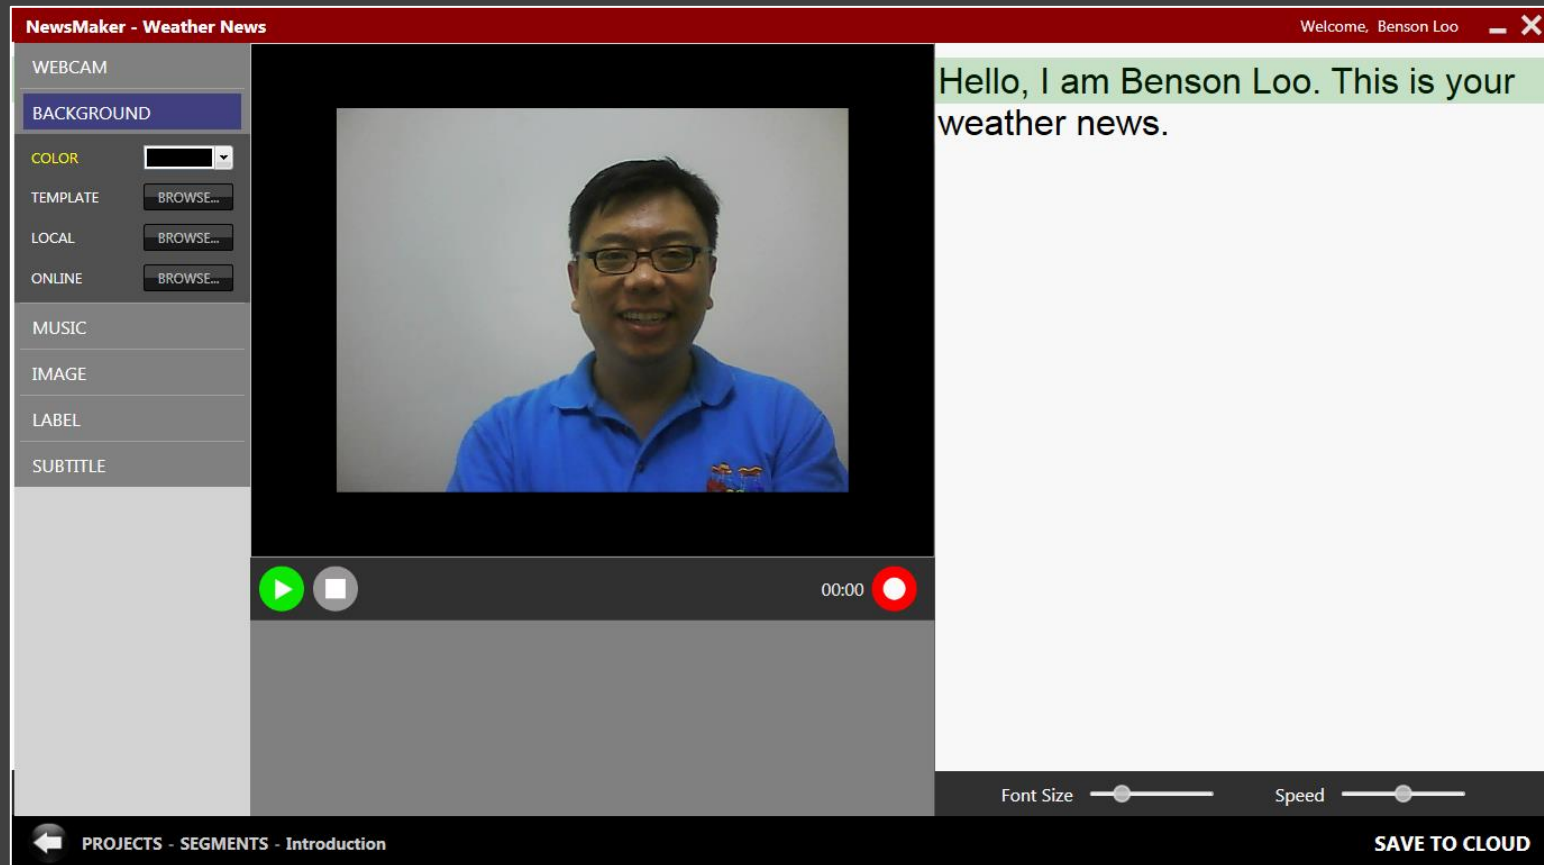 NewsMaker - Weather News
Welcome, Benson Loo
WEBCAM
BACKGROUND
COLOR
TEMPLATE BROWSE...
LOCAL BROWSE...
ONLINE BROWSE...
MUSIC
IMAGE
LABEL
SUBTITLE
00:00
Hello, I am Benson Loo. This is your
weather news.
Font Size Speed
PROJECTS - SEGMENTS - Introduction
SAVE TO CLOUD